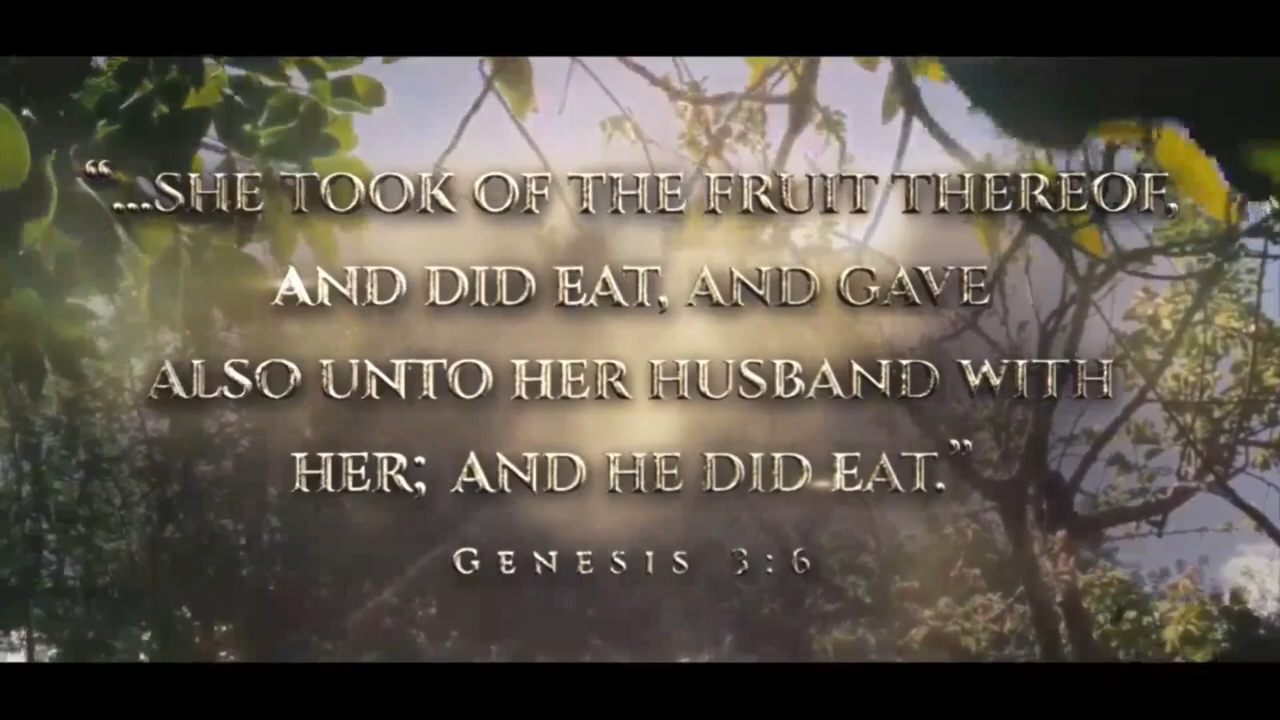 “...SHE TOOK OF THE FRUIT THEREOF,
AND DID EAT, AND GAVE
ALSO UNTO HER HUSBAND WITH
HER; AND HE DID EAT.”
GENESIS 3:6